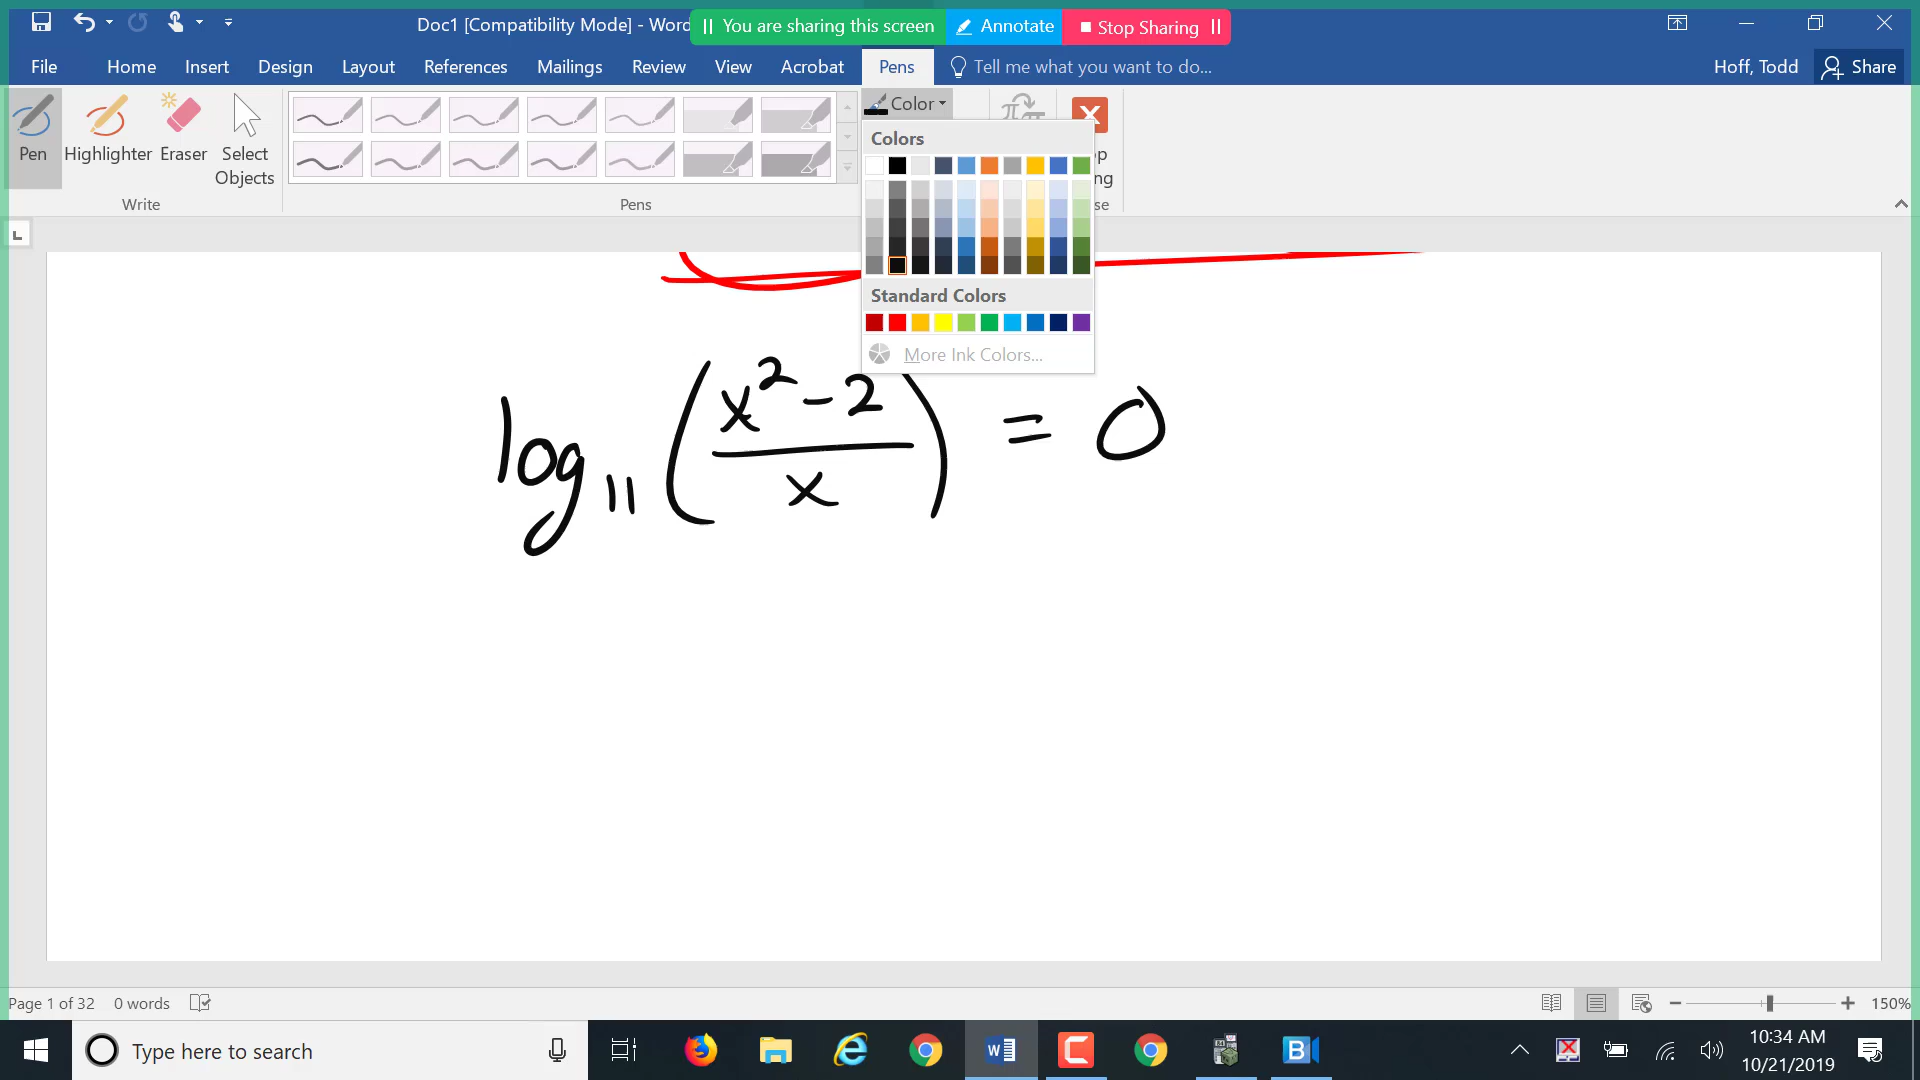 Doc1 [Compatibility Mode] - Word
You are sharing this screen
Annotate
Stop Sharing
File Home Insert Design Layout References Mailings Review View Acrobat Pens Tell me what you want to do... Hoff, Todd Share
Pen Highlighter Eraser Select Objects
Color
Write Pens
Colors
Standard Colors
More Ink Colors...
log₁₁ ( (x² - 2) / x ) = 0
Page 1 of 32 0 words 150%
Type here to search
10:34 AM
10/21/2019